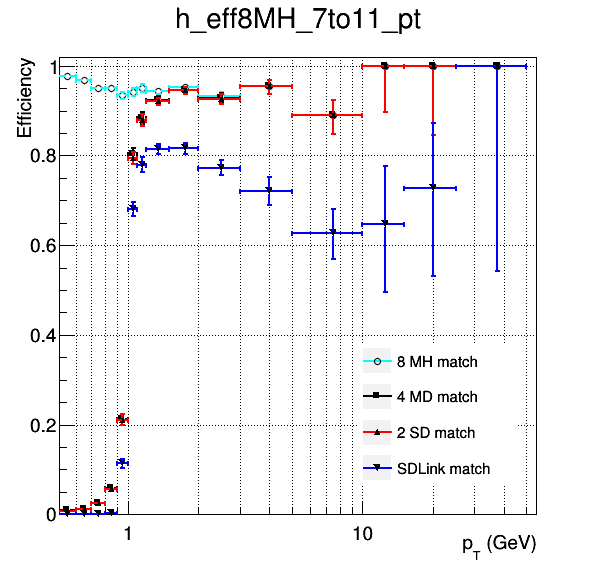 h_eff8MH_7to11_pt
Efficiency
1
0.8
0.6
0.4
0.2
0
8 MH match
4 MD match
2 SD match
SDLink match
1
10
p_T (GeV)